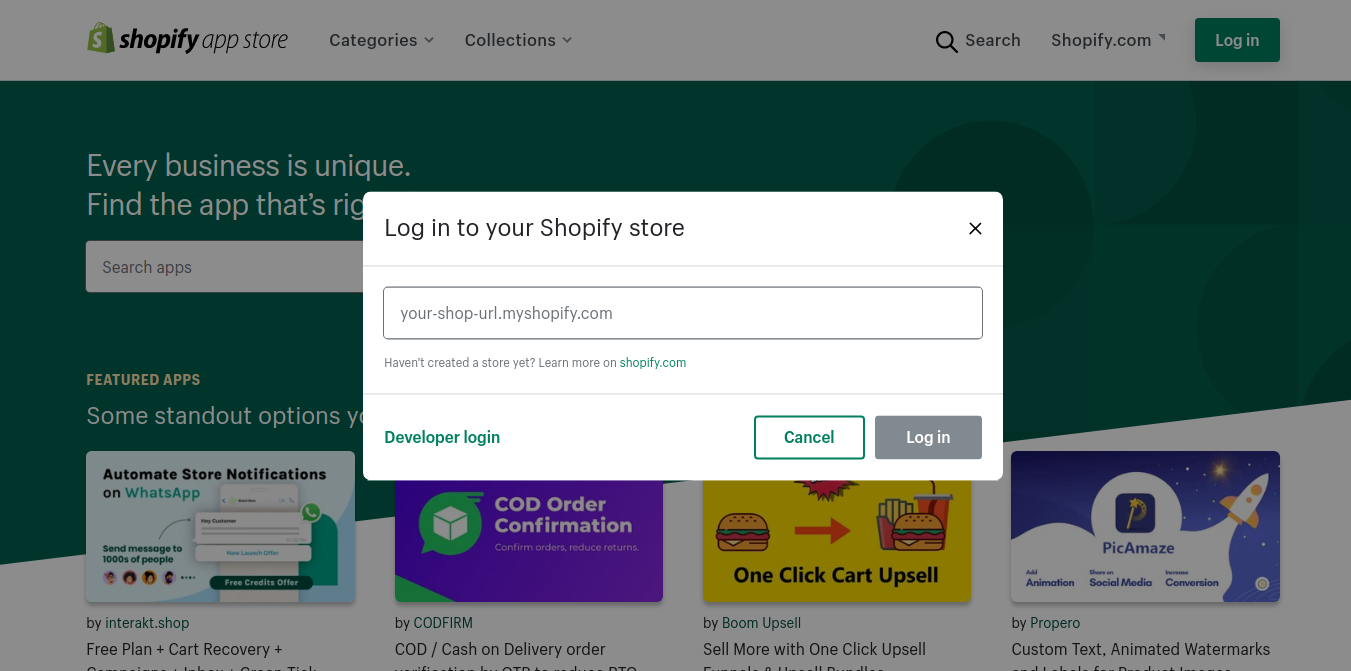 shopify app store
Categories
Collections
Search
Shopify.com
Log in
Every business is unique.
Find the app that's rig
Search apps
Log in to your Shopify store
your-shop-url.myshopify.com
Haven't created a store yet? Learn more on shopify.com
Developer login
Cancel
Log in
FEATURED APPS
Some standout options yo
Automate Store Notifications
on WhatsApp
Hey Customer
New Launch Offer
Send message to
1000s of people
Free Credits Offer
by interakt.shop
Free Plan + Cart Recovery +
COD Order
Confirmation
Confirm orders, reduce returns.
by CODFIRM
COD / Cash on Delivery order
One Click Cart Upsell
by Boom Upsell
Sell More with One Click Upsell
PicAmaze
Add
Animation
Share on
Social Media
Increase
Conversion
by Propero
Custom Text, Animated Watermarks